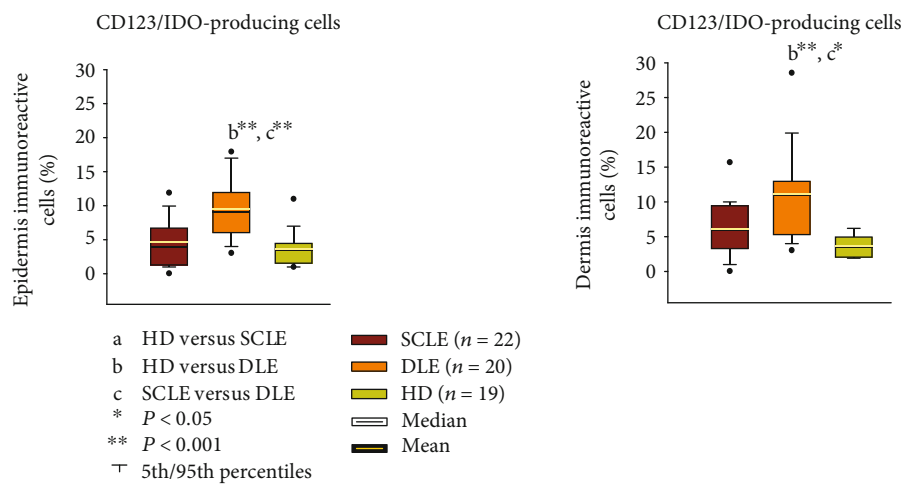 CD123/IDO-producing cells
Epidermis immunoreactive
cells (%)
30
25
20
15
10
5
0
b**, c**
CD123/IDO-producing cells
Dermis immunoreactive
cells (%)
30
25
20
15
10
5
0
b**, c*
a HD versus SCLE
b HD versus DLE
c SCLE versus DLE
* P < 0.05
** P < 0.001
5th/95th percentiles
SCLE (n = 22)
DLE (n = 20)
HD (n = 19)
Median
Mean